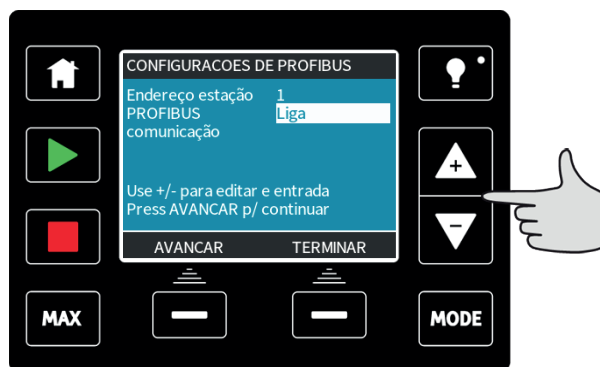 CONFIGURACOES DE PROFIBUS
Endereço estação 1
PROFIBUS Liga
comunicação
Use +/- para editar e entrada
Press AVANCAR p/ continuar
AVANCAR TERMINAR
+
−
MAX
MODE